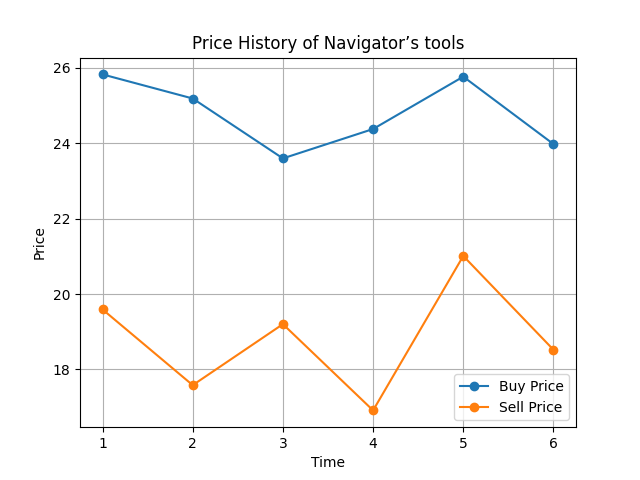 Price History of Navigator’s tools
26
24
22
20
18
Price
1 2 3 4 5 6
Time
Buy Price
Sell Price